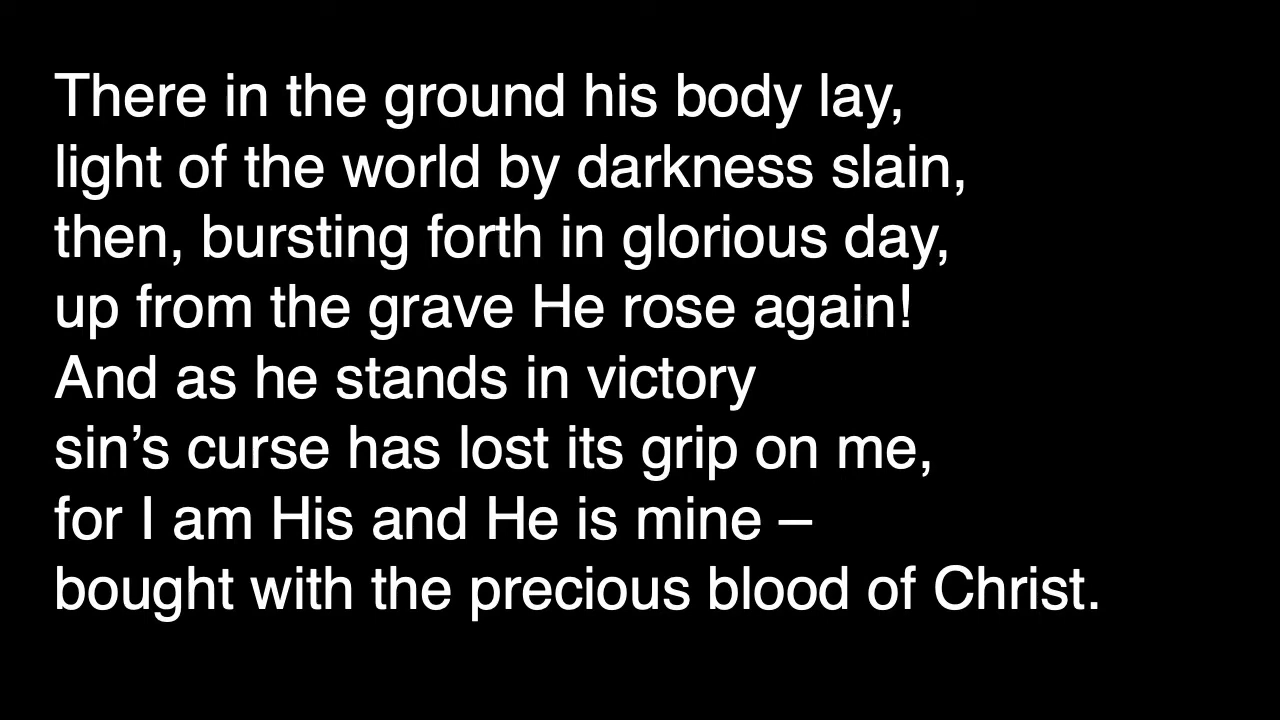 There in the ground his body lay,
light of the world by darkness slain,
then, bursting forth in glorious day,
up from the grave He rose again!
And as he stands in victory
sin’s curse has lost its grip on me,
for I am His and He is mine –
bought with the precious blood of Christ.